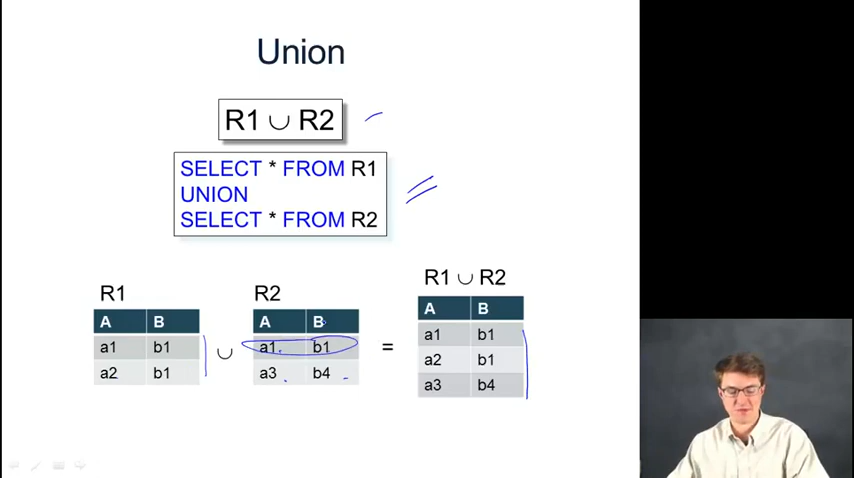 Union
R1 ∪ R2
SELECT * FROM R1
UNION
SELECT * FROM R2
R1
A B
a1 b1
a2 b1
∪
R2
A B
a1 b1
a3 b4
=
R1 ∪ R2
A B
a1 b1
a2 b1
a3 b4